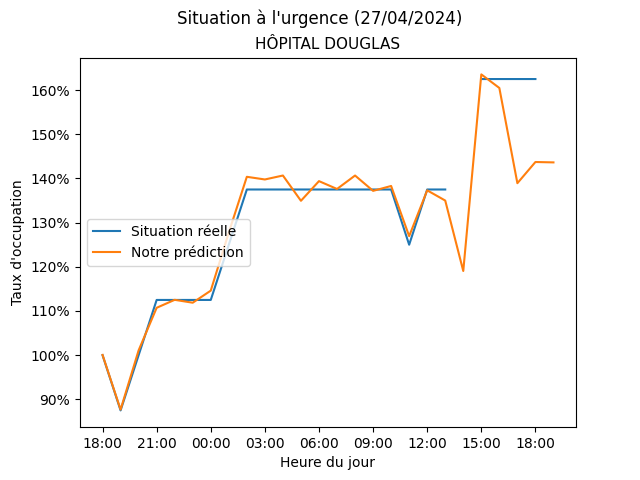 Situation à l'urgence (27/04/2024)
HÔPITAL DOUGLAS
Taux d'occupation
160%
150%
140%
130%
120%
110%
100%
90%
Situation réelle
Notre prédiction
18:00 21:00 00:00 03:00 06:00 09:00 12:00 15:00 18:00
Heure du jour